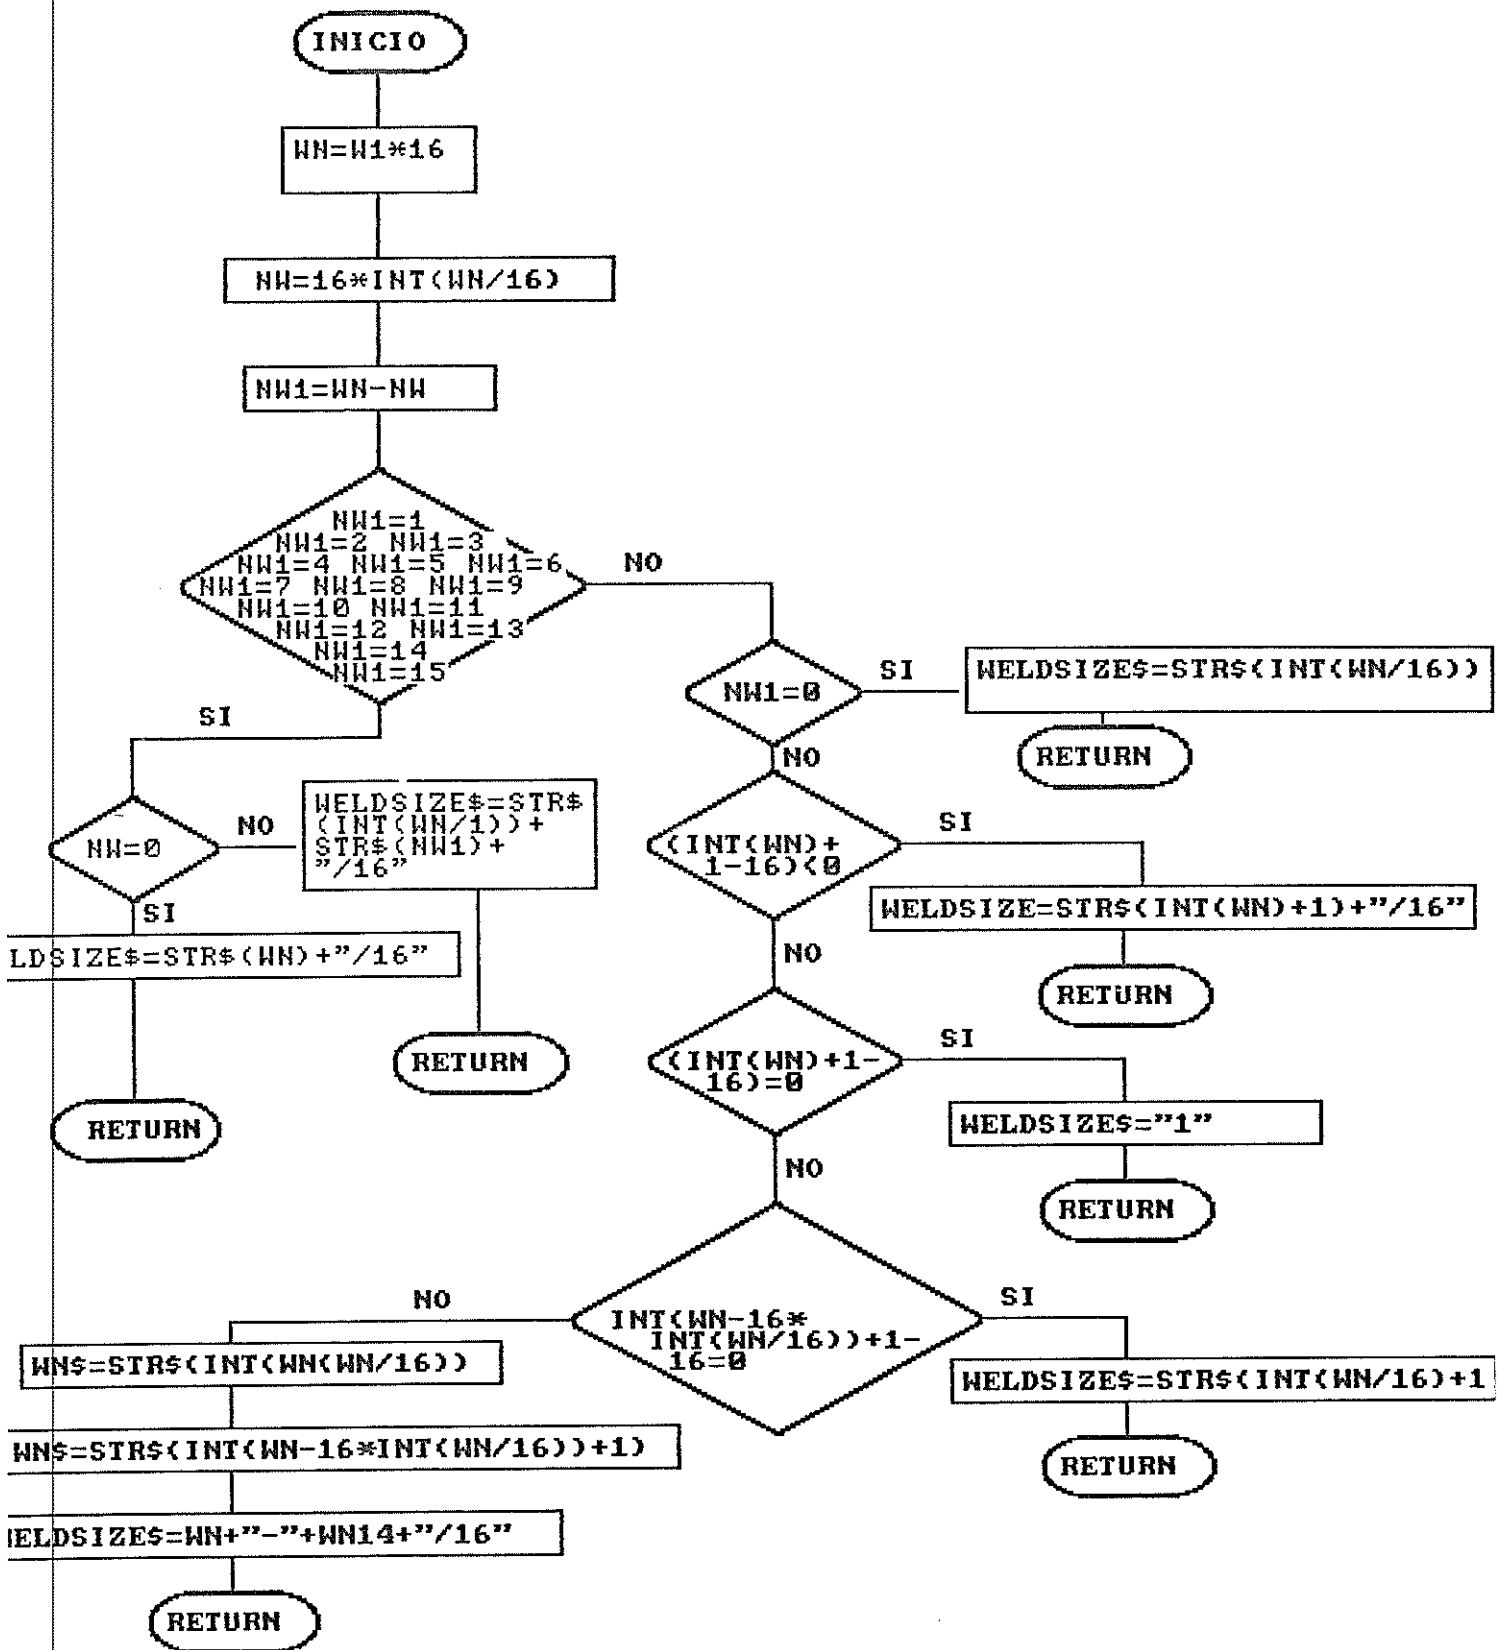 INICIO
WN=W1*16
NW=16*INT(WN/16)
NW1=WN-NW
NW1=1
NW1=2 NW1=3
NW1=4 NW1=5 NW1=6
NW1=7 NW1=8 NW1=9
NW1=10 NW1=11
NW1=12 NW1=13
NW1=14
NW1=15
NO
SI
NW1=0
SI
WELDSIZE$=STR$(INT(WN/16))
RETURN
NO
NW=0
NO
WELDSIZE$=STR$
(INT(WN/1))+
STR$(NW1)+
"/16"
RETURN
SI
LDSIZE$=STR$(WN)+"/16"
RETURN
(INT(WN)+
1-16)<0
SI
WELDSIZE=STR$(INT(WN)+1)+"/16"
RETURN
NO
(INT(WN)+1-
16)=0
SI
WELDSIZE$="1"
RETURN
NO
INT(WN-16*
INT(WN/16))+1-
16=0
SI
WELDSIZE$=STR$(INT(WN/16)+1
RETURN
NO
WN$=STR$(INT(WN(WN/16))
WN$=STR$(INT(WN-16*INT(WN/16))+1)
ELDSIZE$=WN+"-"+WN14+"/16"
RETURN